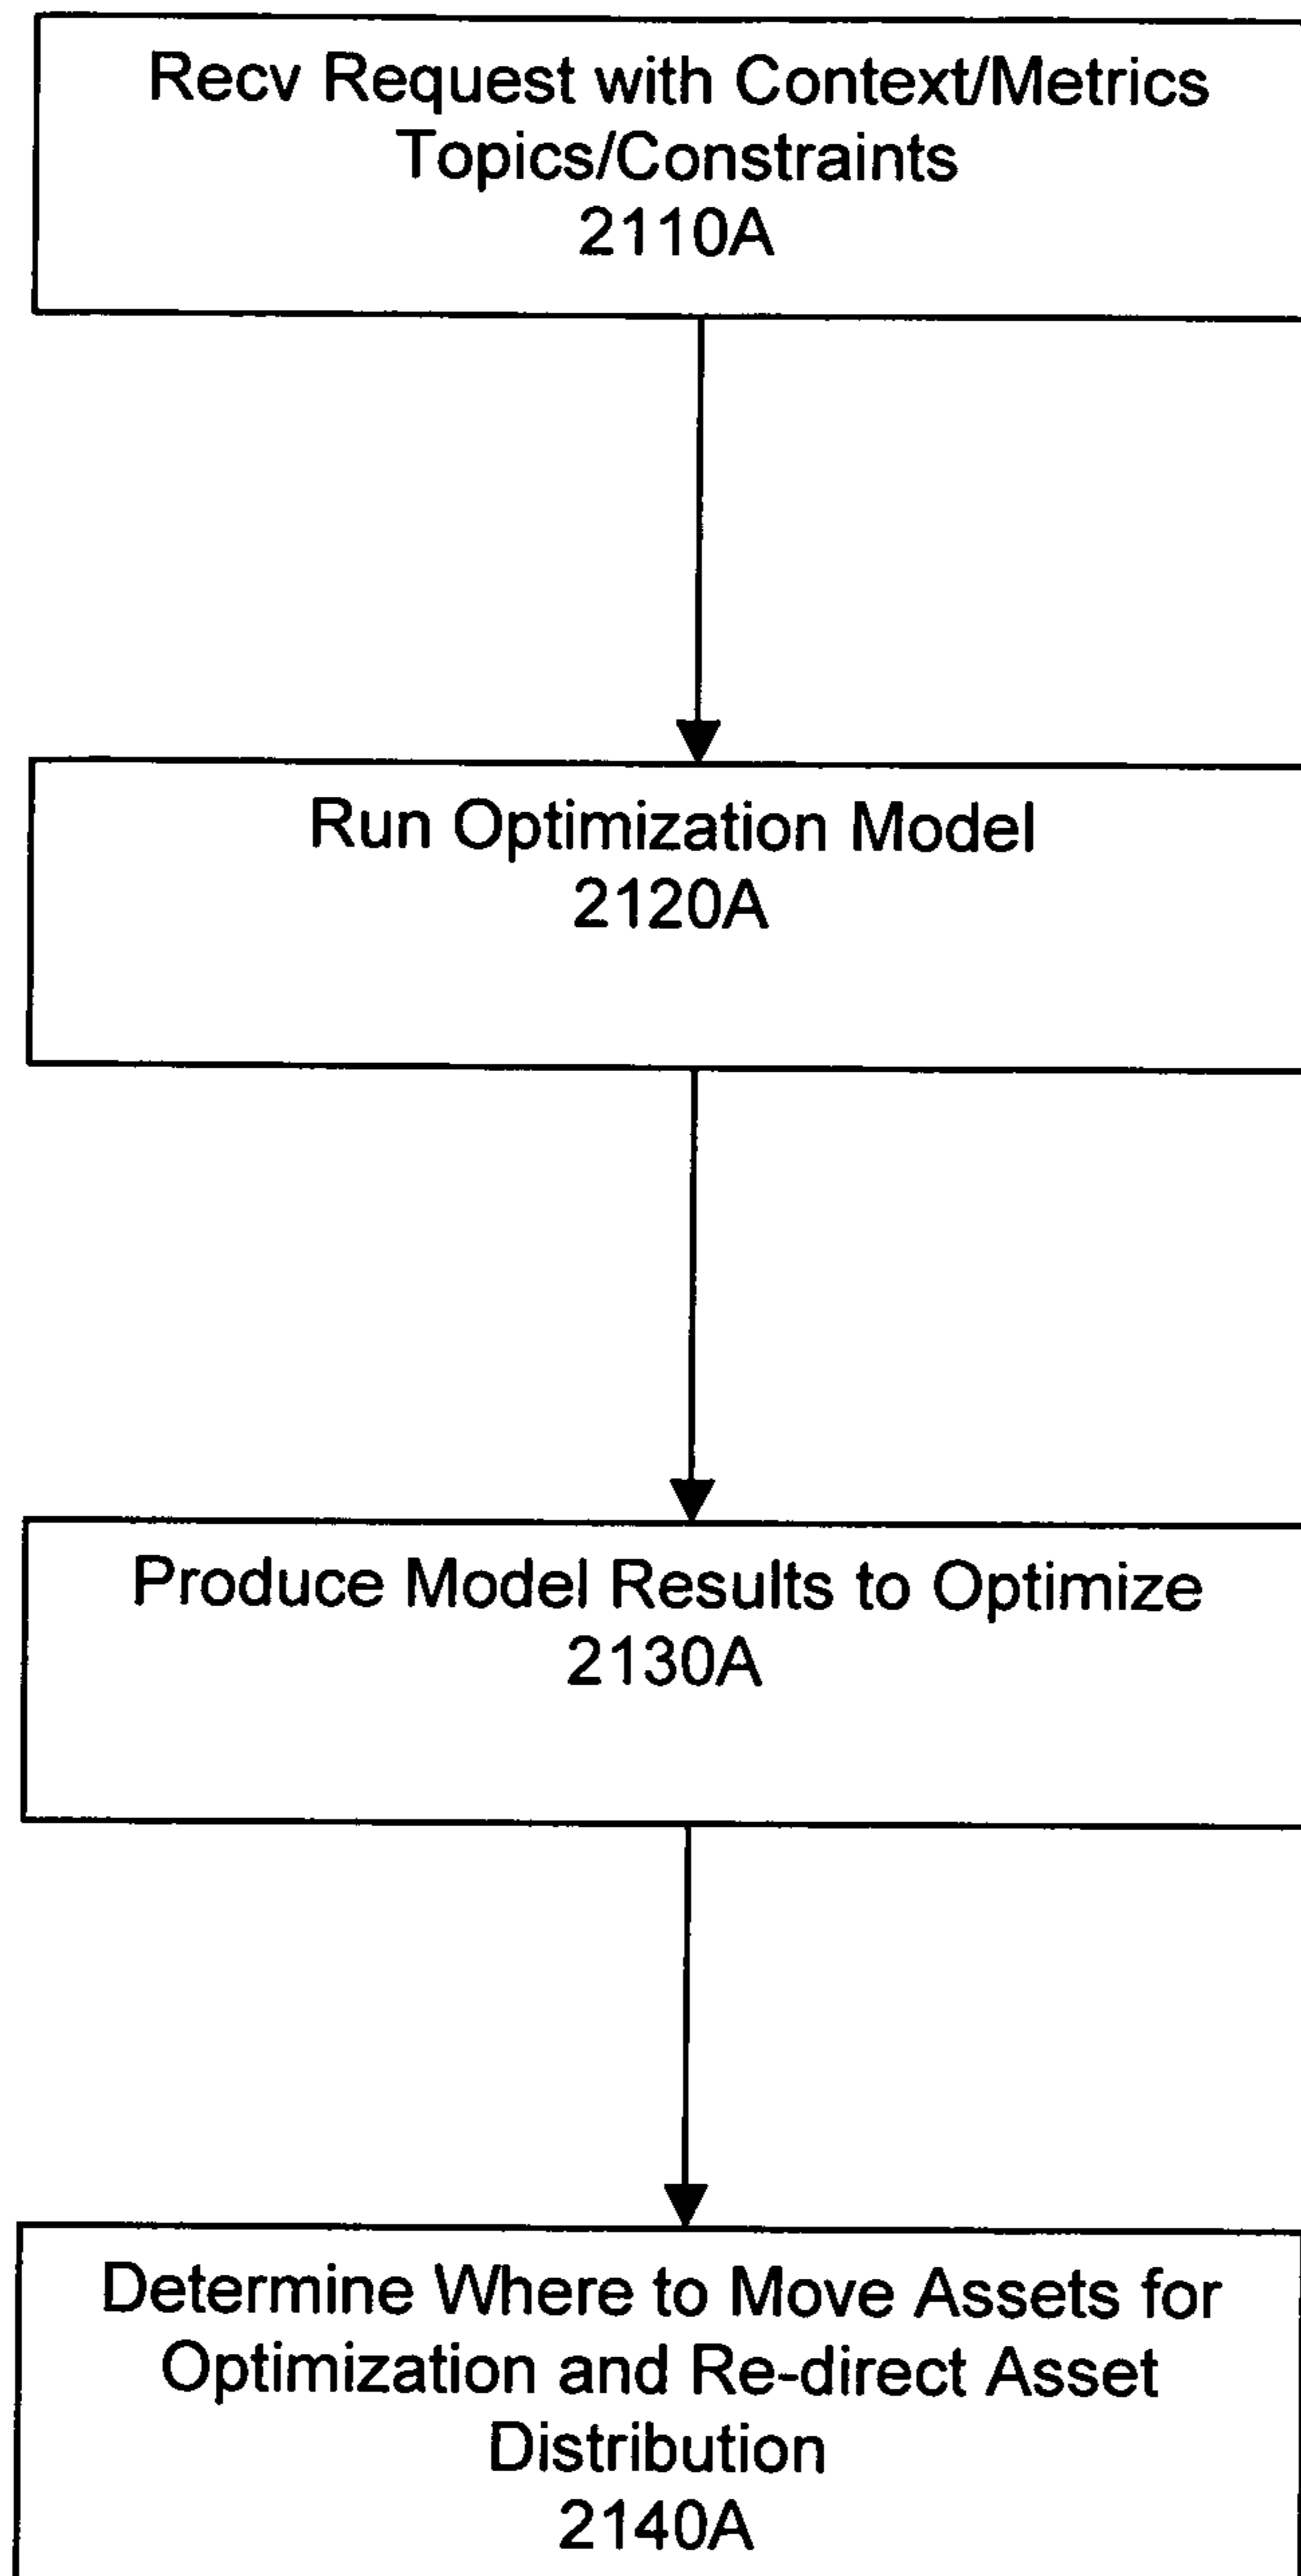 Recv Request with Context/Metrics
Topics/Constraints
2110A
Run Optimization Model
2120A
Produce Model Results to Optimize
2130A
Determine Where to Move Assets for
Optimization and Re-direct Asset
Distribution
2140A